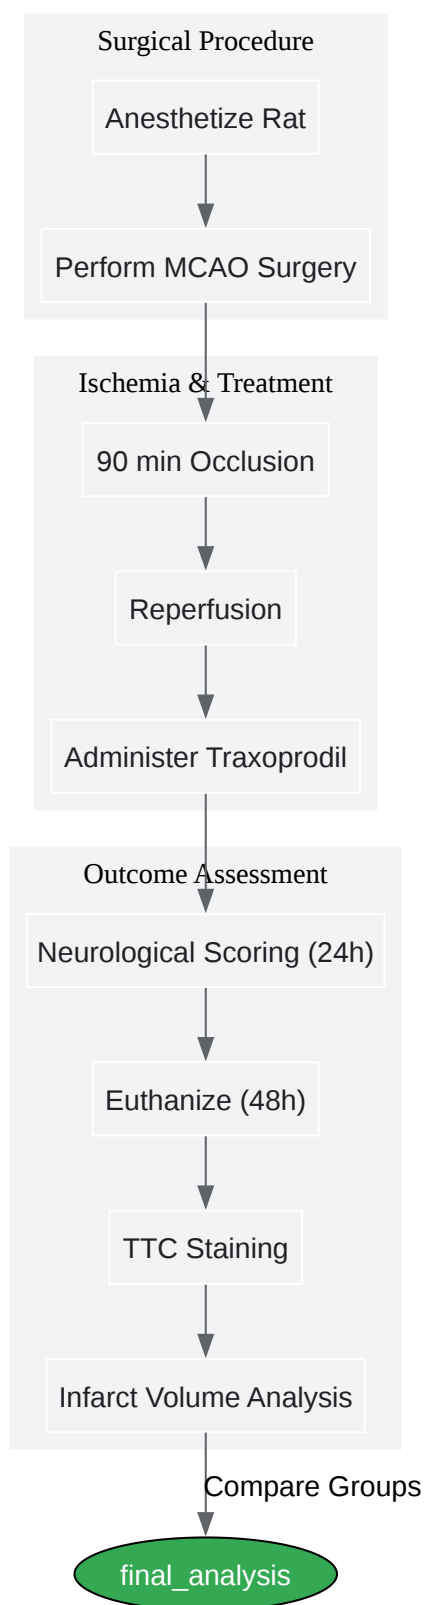 Surgical Procedure
Anesthetize Rat
Perform MCAO Surgery
Ischemia & Treatment
90 min Occlusion
Reperfusion
Administer Traxoprodil
Outcome Assessment
Neurological Scoring (24h)
Euthanize (48h)
TTC Staining
Infarct Volume Analysis
Compare Groups
final_analysis